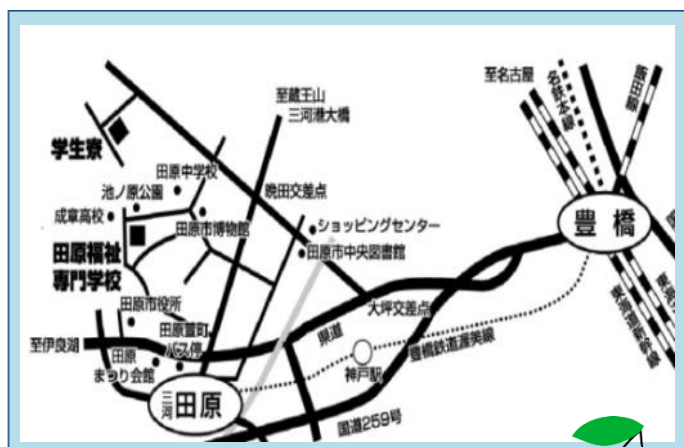 至名古屋
名鉄本線
飯田線
至蔵王山
三河港大橋
学生寮
田原中学校
池ノ原公園
晩田交差点
成章高校
田原市博物館
ショッピングセンター
田原市中央図書館
豊橋
田原福祉
専門学校
田原市役所
大坪交差点
田原萱町
バス停
県道
豊橋鉄道渥美線
東海道新幹線
至伊良湖
田原
まつり会館
神戸駅
三河田原
国道259号